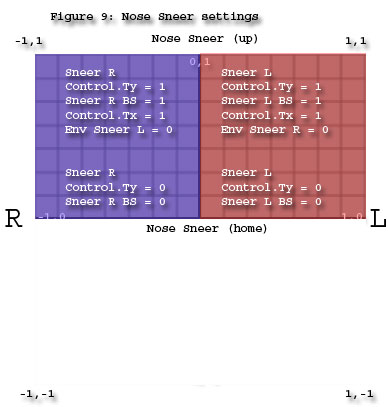 Figure 9: Nose Sneer settings
Nose Sneer (up)
-1,1
1,1
0,1
Sneer R
Control.Ty = 1
Sneer R BS = 1
Control.Tx = 1
Env Sneer L = 0
Sneer L
Control.Ty = 1
Sneer L BS = 1
Control.Tx = 1
Env Sneer R = 0
Sneer R
Control.Ty = 0
Sneer R BS = 0
Sneer L
Control.Ty = 0
Sneer L BS = 0
R
-1.0
1.0
L
Nose Sneer (home)
-1,-1
1,-1